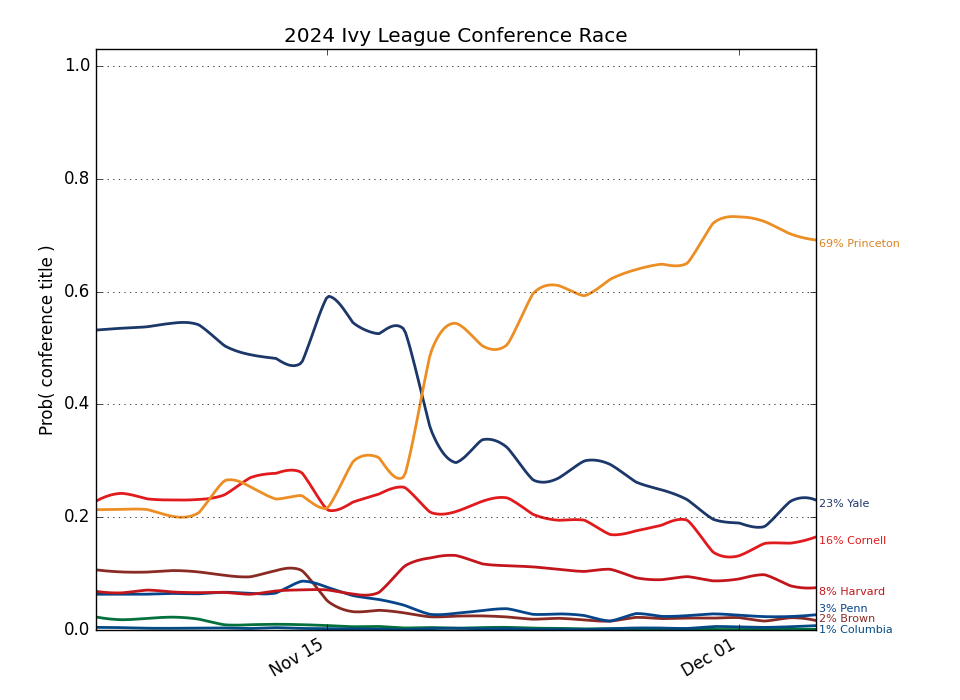 2024 Ivy League Conference Race
Prob( conference title )
1.0
0.8
0.6
0.4
0.2
0.0
Nov 15
Dec 01
69% Princeton
23% Yale
16% Cornell
8% Harvard
3% Penn
2% Brown
1% Columbia